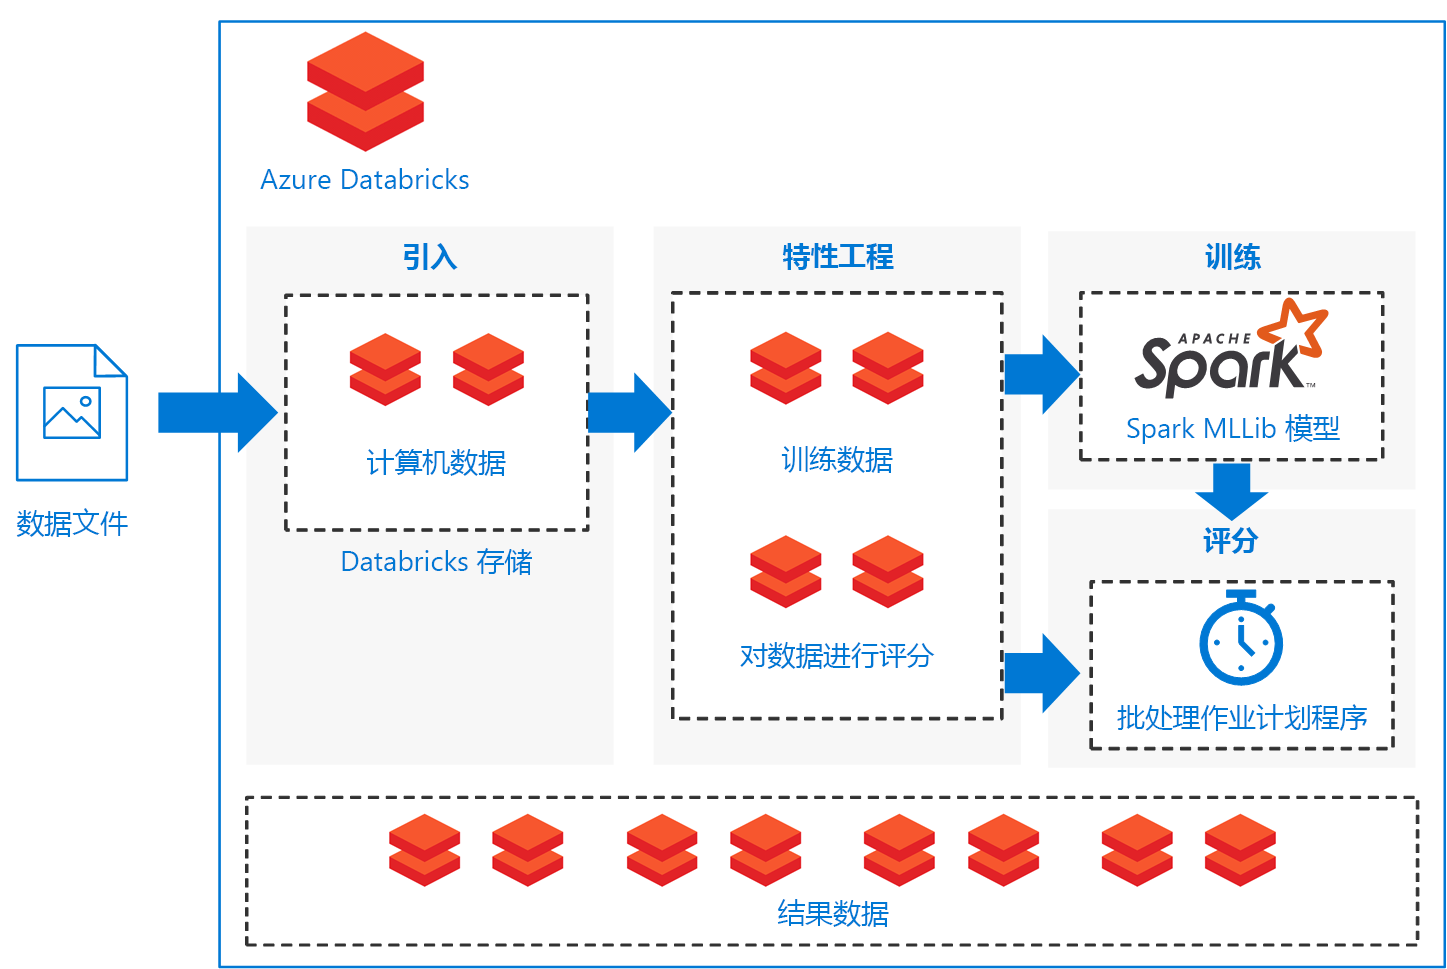 Azure Databricks
引入
特性工程
训练
APACHE
Spark™
Spark MLLib 模型
计算机数据
训练数据
数据文件
Databricks 存储
评分
对数据进行评分
批处理作业计划程序
结果数据